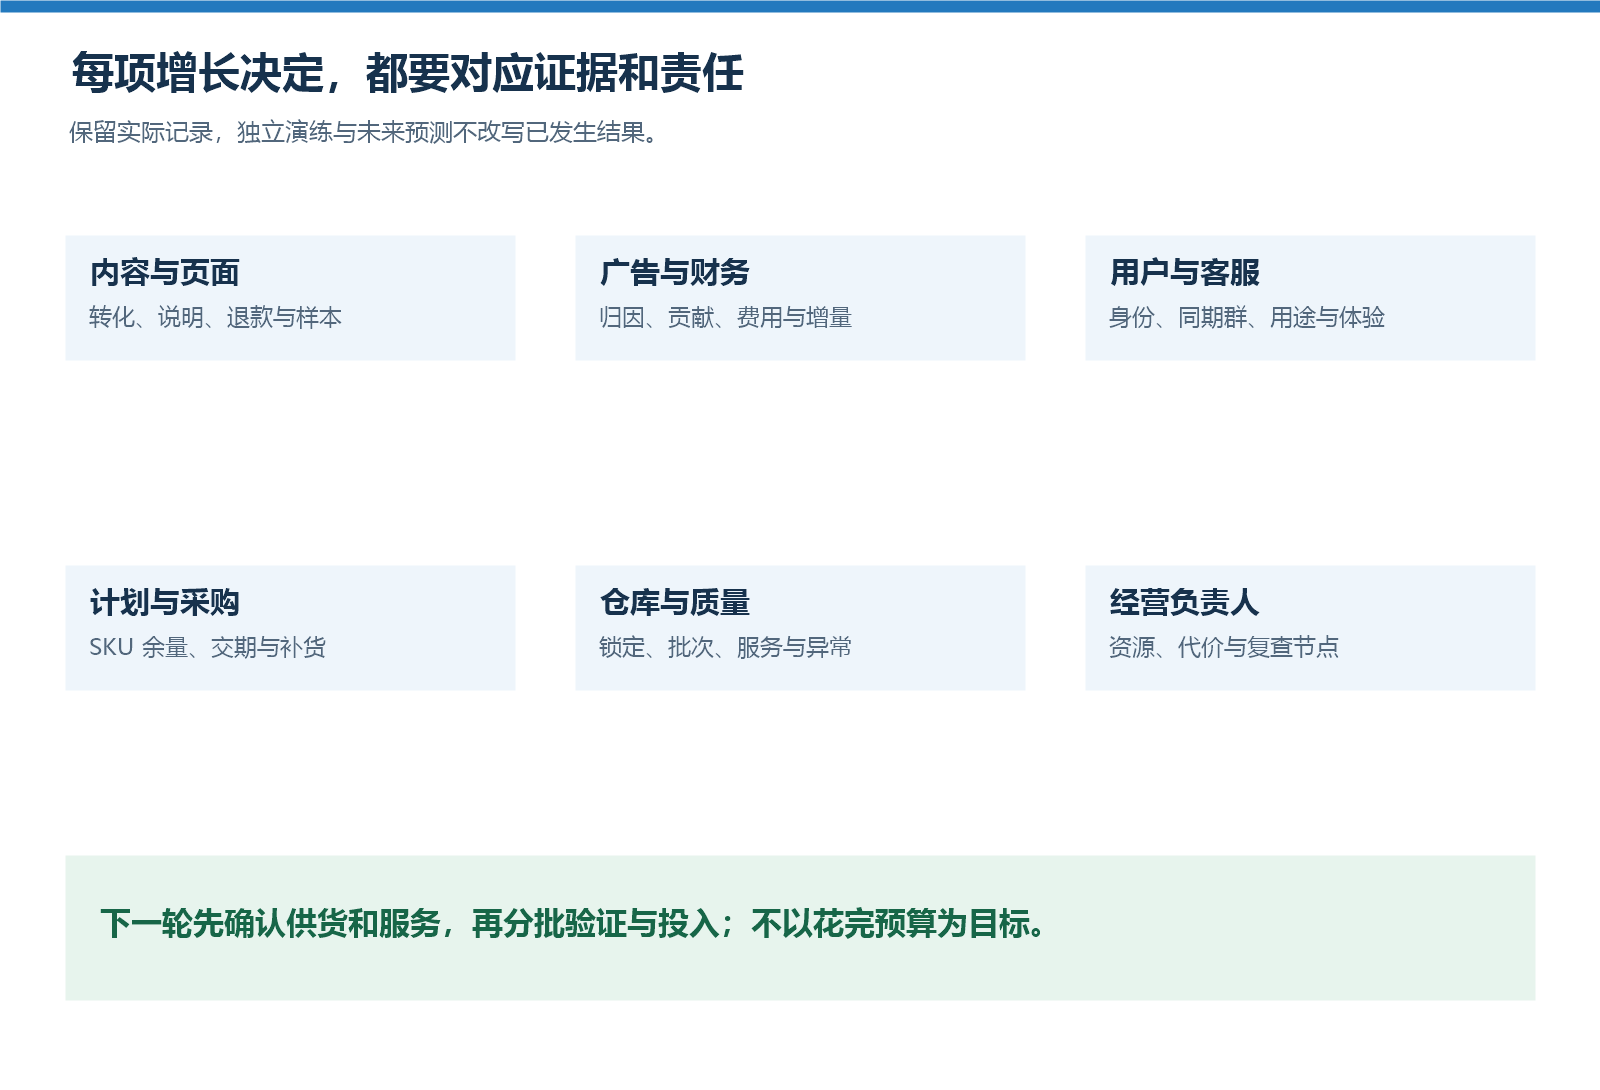 每项增长决定，都要对应证据和责任
保留实际记录，独立演练与未来预测不改写已发生结果。
内容与页面
转化、说明、退款与样本
广告与财务
归因、贡献、费用与增量
用户与客服
身份、同期群、用途与体验
计划与采购
SKU 余量、交期与补货
仓库与质量
锁定、批次、服务与异常
经营负责人
资源、代价与复查节点
下一轮先确认供货和服务，再分批验证与投入；不以花完预算为目标。